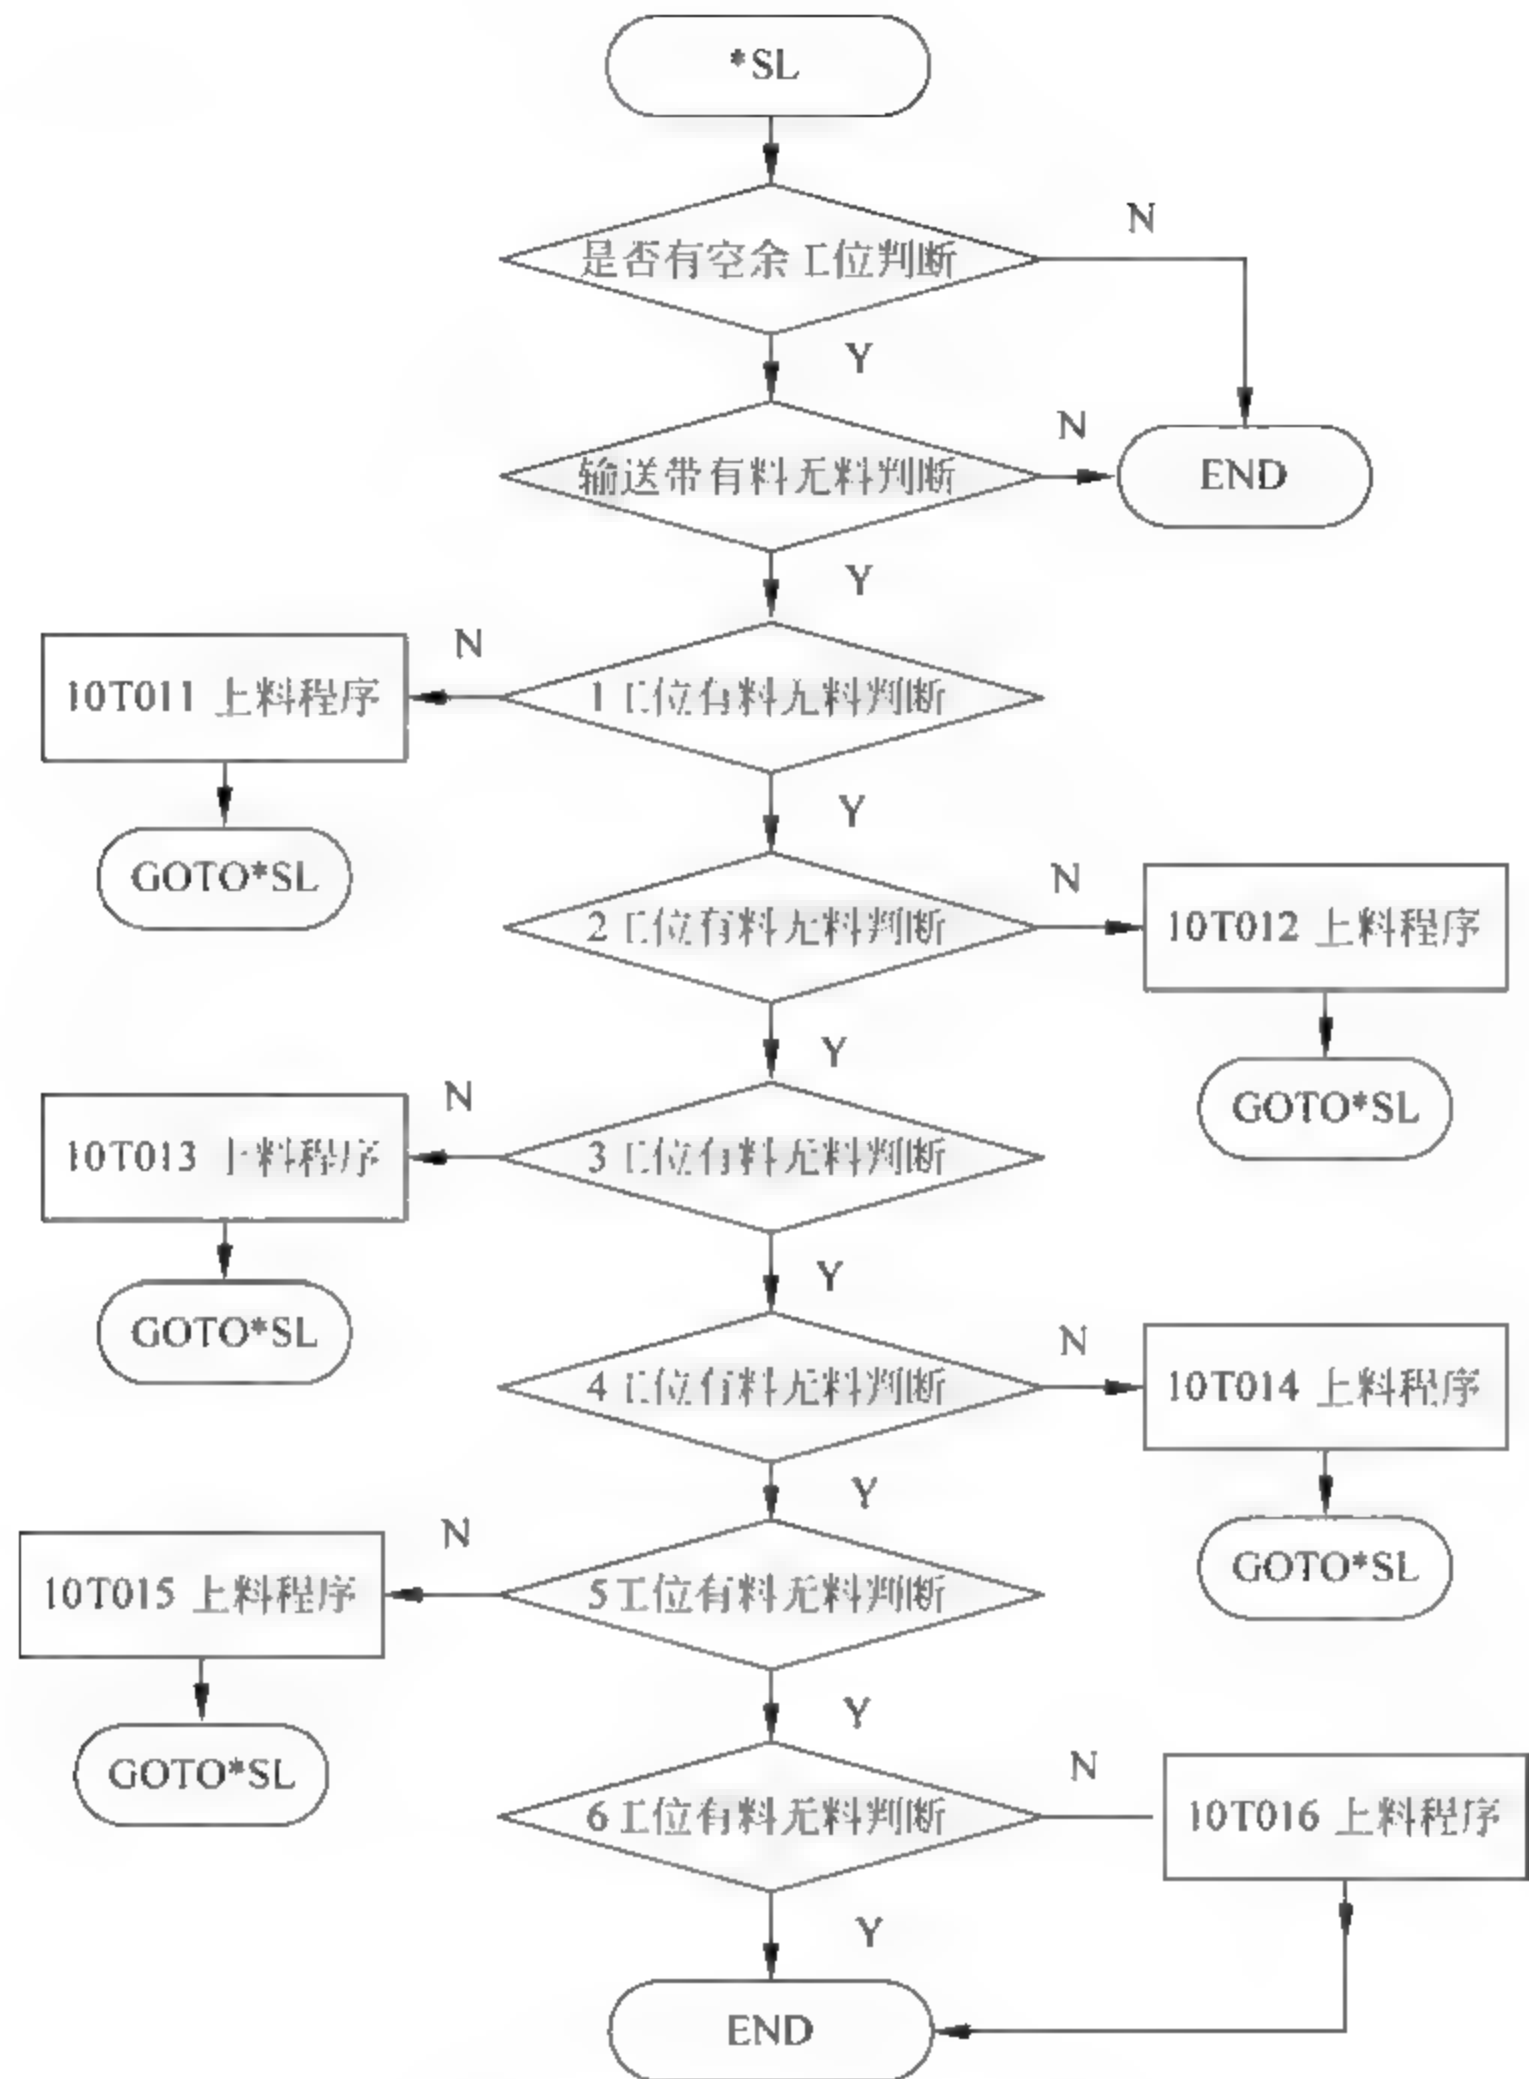 *SL
是否有空余工位判断
N
Y
输送带有料无料判断
N
END
Y
N
10T011 上料程序
1工位有料无料判断
GOTO*SL
Y
2工位有料无料判断
N
10T012 上料程序
Y
GOTO*SL
N
10T013 上料程序
3工位有料无料判断
GOTO*SL
Y
4工位有料无料判断
N
10T014 上料程序
Y
GOTO*SL
N
10T015 上料程序
5工位有料无料判断
GOTO*SL
Y
6工位有料无料判断
N
10T016 上料程序
Y
END